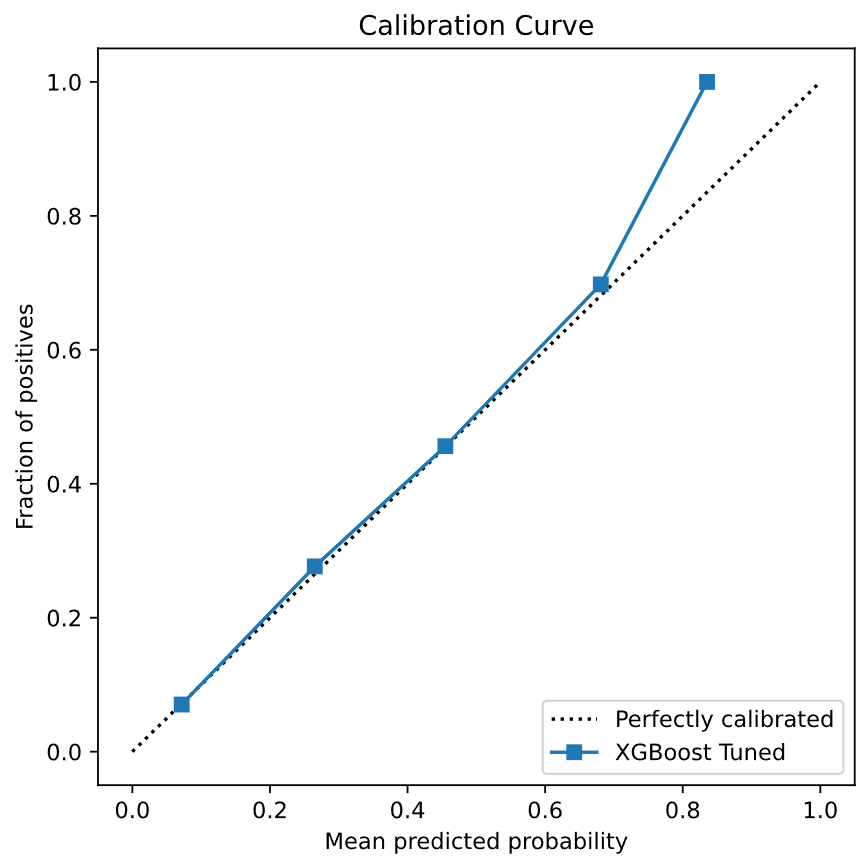 Calibration Curve
1.0
0.8
0.6
0.4
0.2
0.0
Fraction of positives
Perfectly calibrated
XGBoost Tuned
0.0 0.2 0.4 0.6 0.8 1.0
Mean predicted probability